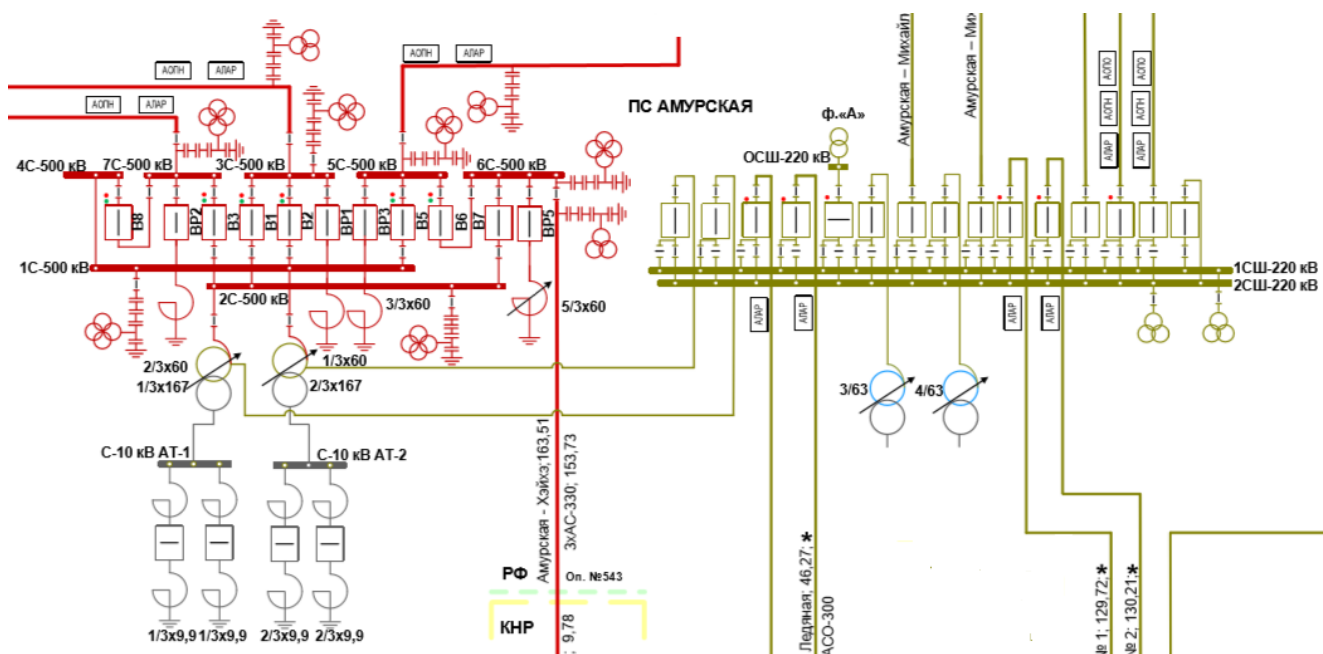 АОПН АЛАР
АОПН АЛАР
АОПН АЛАР
ПС АМУРСКАЯ
ф.«А»
Амурская – Михайл
Амурская – Ми
АОПО
АОПО
АОПН
АОПН
АЛАР
АЛАР
4С-500 кВ
7С-500 кВ
3С-500 кВ
5С-500 кВ
6С-500 кВ
ОСШ-220 кВ
В8
ВР2
В3
В1
В2
ВР1
ВР3
В5
В6
В7
ВР5
1С-500 кВ
2С-500 кВ
3/3х60
5/3х60
1СШ-220 кВ
2СШ-220 кВ
АЛАР
АЛАР
АЛАР
АЛАР
2/3х60
1/3х167
1/3х60
2/3х167
3/63
4/63
С-10 кВ АТ-1
С-10 кВ АТ-2
Амурская - Хэйхэ;163,51
3хАС-330; 153,73
РФ
Оп. №543
КНР
: 9,78
Ледяная; 46,27; *
АСО-300
№ 1; 129,72; *
№ 2; 130,21; *
1/3х9,9 1/3х9,9 2/3х9,9 2/3х9,9